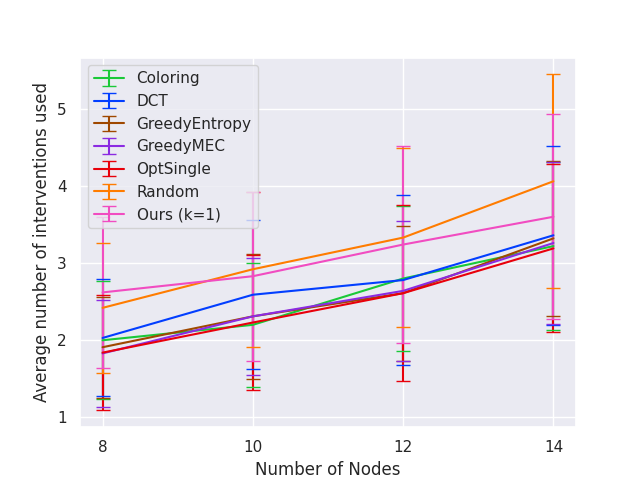 Average number of interventions used
5
4
3
2
1
Coloring
DCT
GreedyEntropy
GreedyMEC
OptSingle
Random
Ours (k=1)
8
10
12
14
Number of Nodes